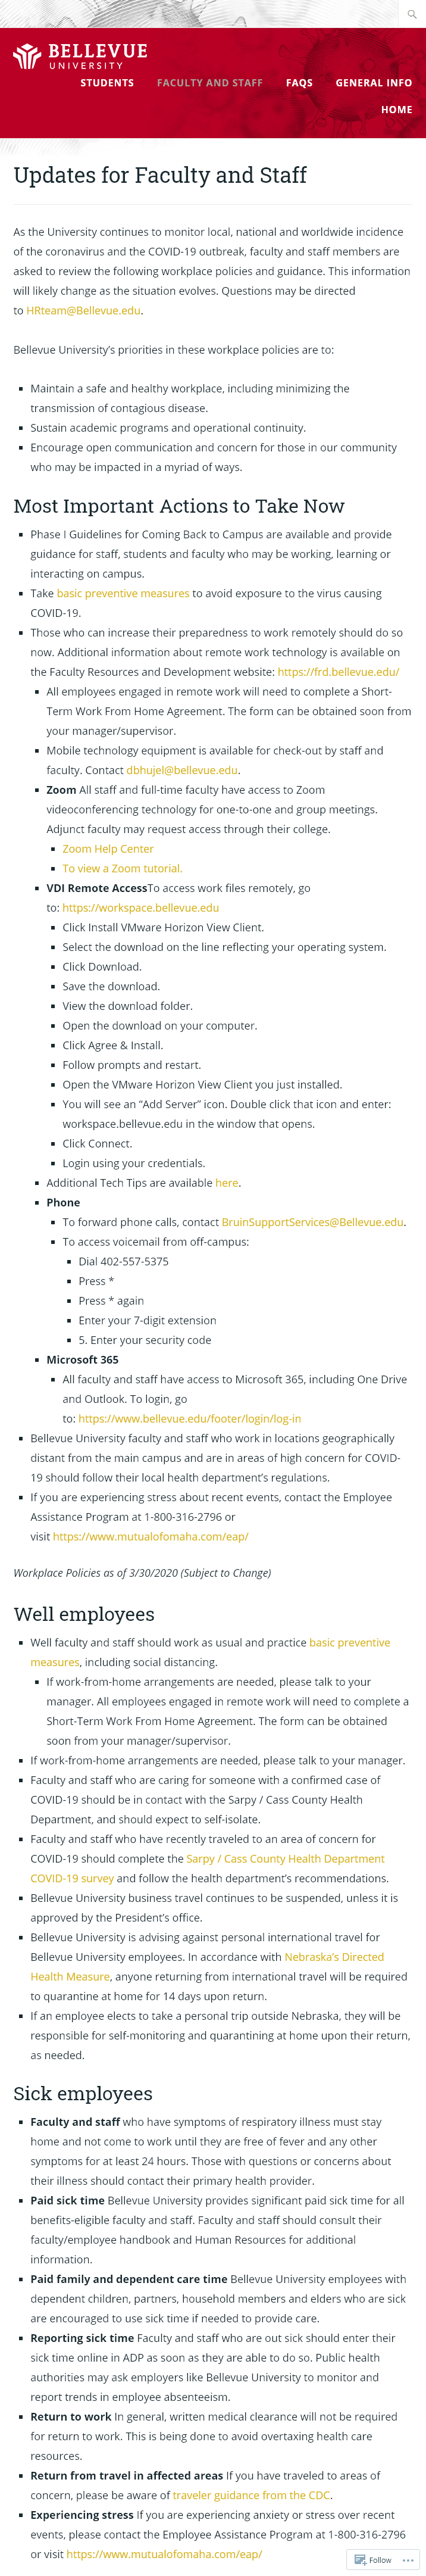 BELLEVUE
UNIVERSITY
STUDENTS FACULTY AND STAFF FAQS GENERAL INFO
HOME
Updates for Faculty and Staff
As the University continues to monitor local, national and worldwide incidence
of the coronavirus and the COVID-19 outbreak, faculty and staff members are
asked to review the following workplace policies and guidance. This information
will likely change as the situation evolves. Questions may be directed
to HRteam@Bellevue.edu.
Bellevue University's priorities in these workplace policies are to:
Maintain a safe and healthy workplace, including minimizing the
transmission of contagious disease.
Sustain academic programs and operational continuity.
Encourage open communication and concern for those in our community
who may be impacted in a myriad of ways.
Most Important Actions to Take Now
Phase I Guidelines for Coming Back to Campus are available and provide
guidance for staff, students and faculty who may be working, learning or
interacting on campus.
Take basic preventive measures to avoid exposure to the virus causing
COVID-19.
Those who can increase their preparedness to work remotely should do so
now. Additional information about remote work technology is available on
the Faculty Resources and Development website: https://frd.bellevue.edu/
All employees engaged in remote work will need to complete a Short-
Term Work From Home Agreement. The form can be obtained soon from
your manager/supervisor.
Mobile technology equipment is available for check-out by staff and
faculty. Contact dbhujel@bellevue.edu.
Zoom All staff and full-time faculty have access to Zoom
videoconferencing technology for one-to-one and group meetings.
Adjunct faculty may request access through their college.
Zoom Help Center
To view a Zoom tutorial.
VDI Remote AccessTo access work files remotely, go
to: https://workspace.bellevue.edu
Click Install VMware Horizon View Client.
Select the download on the line reflecting your operating system.
Click Download.
Save the download.
View the download folder.
Open the download on your computer.
Click Agree & Install.
Follow prompts and restart.
Open the VMware Horizon View Client you just installed.
You will see an “Add Server” icon. Double click that icon and enter:
workspace.bellevue.edu in the window that opens.
Click Connect.
Login using your credentials.
Additional Tech Tips are available here.
Phone
To forward phone calls, contact BruinSupportServices@Bellevue.edu.
To access voicemail from off-campus:
Dial 402-557-5375
Press *
Press * again
Enter your 7-digit extension
5. Enter your security code
Microsoft 365
All faculty and staff have access to Microsoft 365, including One Drive
and Outlook. To login, go
to: https://www.bellevue.edu/footer/login/log-in
Bellevue University faculty and staff who work in locations geographically
distant from the main campus and are in areas of high concern for COVID-
19 should follow their local health department's regulations.
If you are experiencing stress about recent events, contact the Employee
Assistance Program at 1-800-316-2796 or
visit https://www.mutualofomaha.com/eap/
Workplace Policies as of 3/30/2020 (Subject to Change)
Well employees
Well faculty and staff should work as usual and practice basic preventive
measures, including social distancing.
If work-from-home arrangements are needed, please talk to your
manager. All employees engaged in remote work will need to complete a
Short-Term Work From Home Agreement. The form can be obtained
soon from your manager/supervisor.
If work-from-home arrangements are needed, please talk to your manager.
Faculty and staff who are caring for someone with a confirmed case of
COVID-19 should be in contact with the Sarpy / Cass County Health
Department, and should expect to self-isolate.
Faculty and staff who have recently traveled to an area of concern for
COVID-19 should complete the Sarpy / Cass County Health Department
COVID-19 survey and follow the health department's recommendations.
Bellevue University business travel continues to be suspended, unless it is
approved by the President's office.
Bellevue University is advising against personal international travel for
Bellevue University employees. In accordance with Nebraska's Directed
Health Measure, anyone returning from international travel will be required
to quarantine at home for 14 days upon return.
If an employee elects to take a personal trip outside Nebraska, they will be
responsible for self-monitoring and quarantining at home upon their return,
as needed.
Sick employees
Faculty and staff who have symptoms of respiratory illness must stay
home and not come to work until they are free of fever and any other
symptoms for at least 24 hours. Those with questions or concerns about
their illness should contact their primary health provider.
Paid sick time Bellevue University provides significant paid sick time for all
benefits-eligible faculty and staff. Faculty and staff should consult their
faculty/employee handbook and Human Resources for additional
information.
Paid family and dependent care time Bellevue University employees with
dependent children, partners, household members and elders who are sick
are encouraged to use sick time if needed to provide care.
Reporting sick time Faculty and staff who are out sick should enter their
sick time online in ADP as soon as they are able to do so. Public health
authorities may ask employers like Bellevue University to monitor and
report trends in employee absenteeism.
Return to work In general, written medical clearance will not be required
for return to work. This is being done to avoid overtaxing health care
resources.
Return from travel in affected areas If you have traveled to areas of
concern, please be aware of traveler guidance from the CDC.
Experiencing stress If you are experiencing anxiety or stress over recent
events, please contact the Employee Assistance Program at 1-800-316-2796
or visit https://www.mutualofomaha.com/eap/
Follow